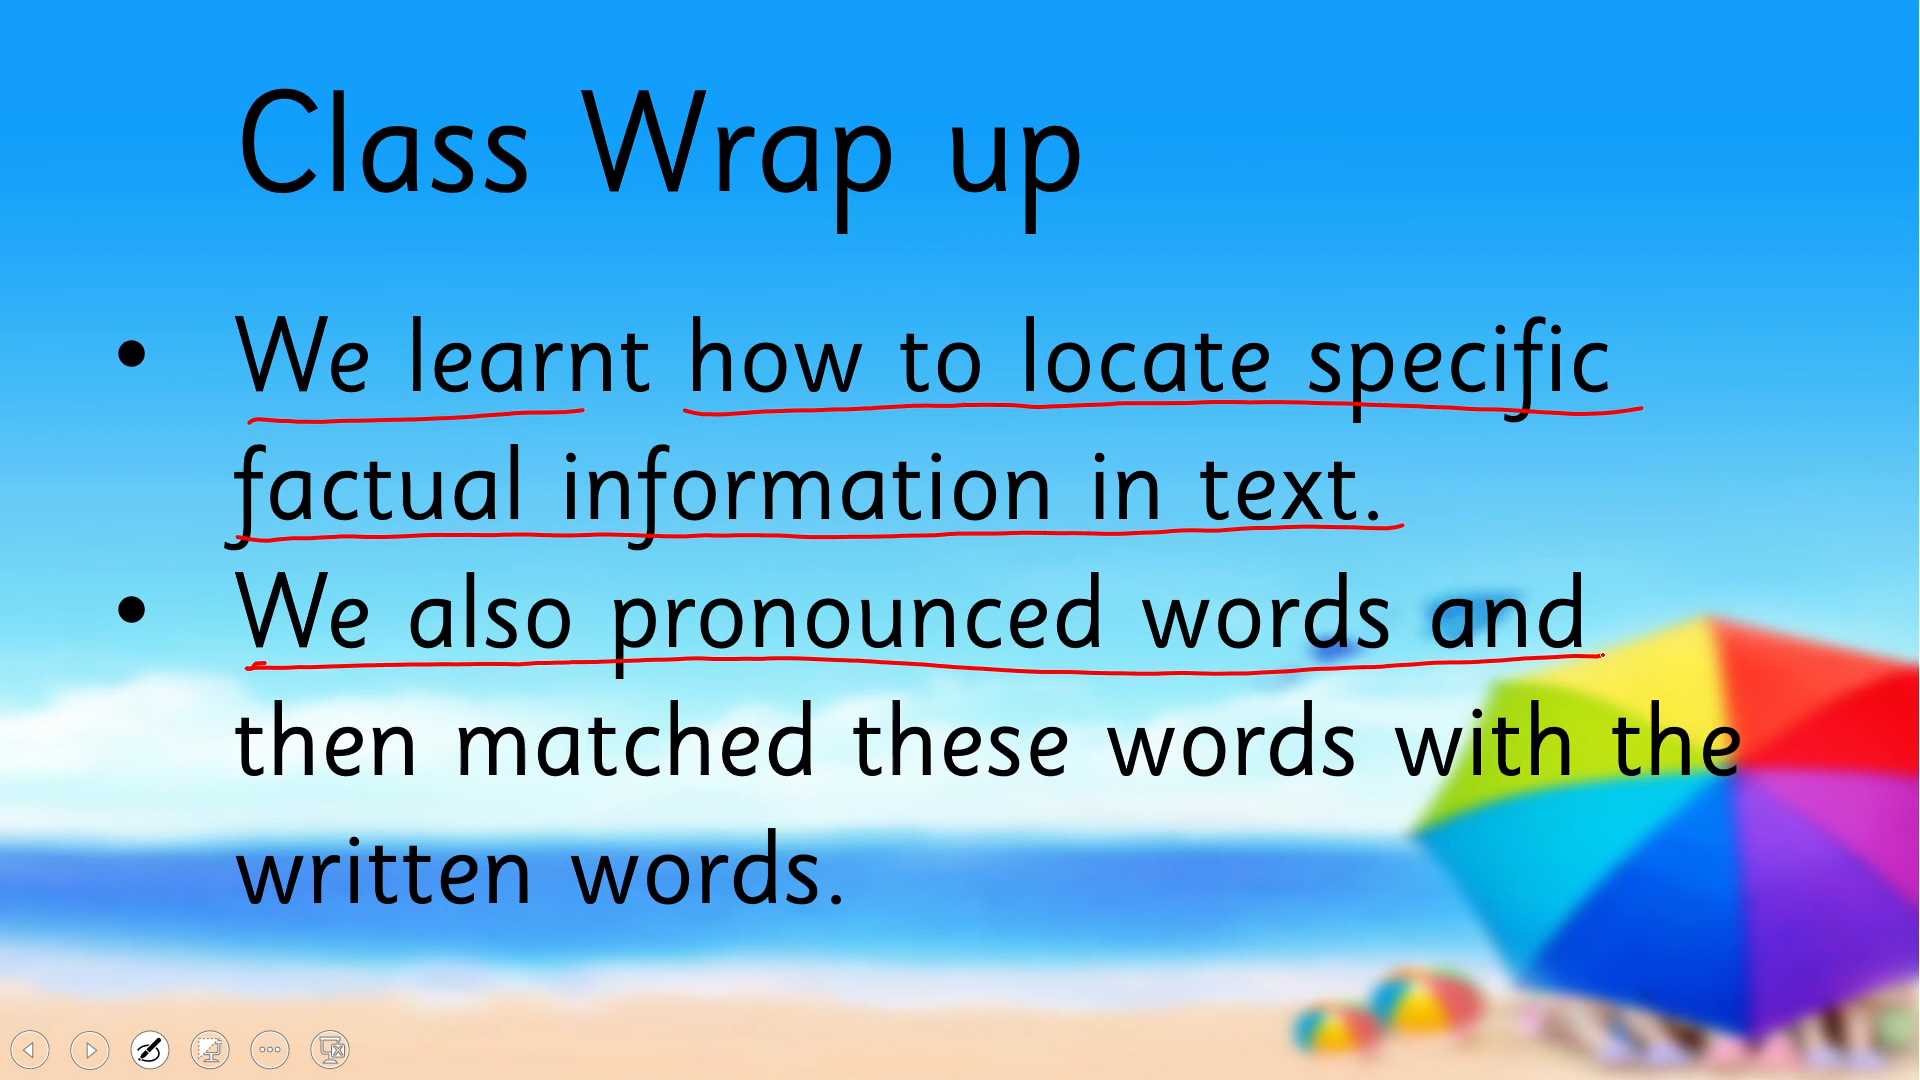 Class Wrap up
• We learnt how to locate specific
factual information in text.
• We also pronounced words and
then matched these words with the
written words.